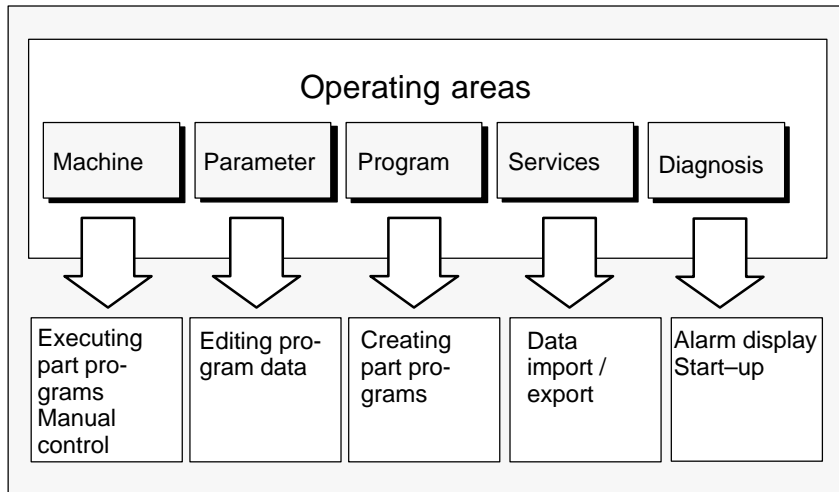 Operating areas
Machine
Parameter
Program
Services
Diagnosis
Executing
part pro-
grams
Manual
control
Editing pro-
gram data
Creating
part pro-
grams
Data
import /
export
Alarm display
Start–up